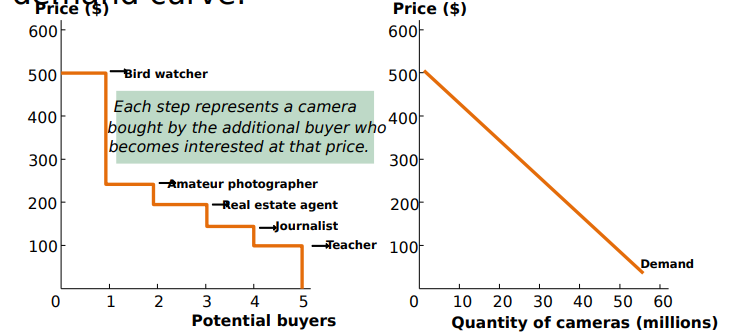 demand curve.
Price ($)
600
500
400
300
200
100
0
1
2
3
4
5
Bird watcher
Each step represents a camera
bought by the additional buyer who
becomes interested at that price.
Amateur photographer
Real estate agent
Journalist
Teacher
Potential buyers
Price ($)
600
500
400
300
200
100
0
10
20
30
40
50
60
Demand
Quantity of cameras (millions)